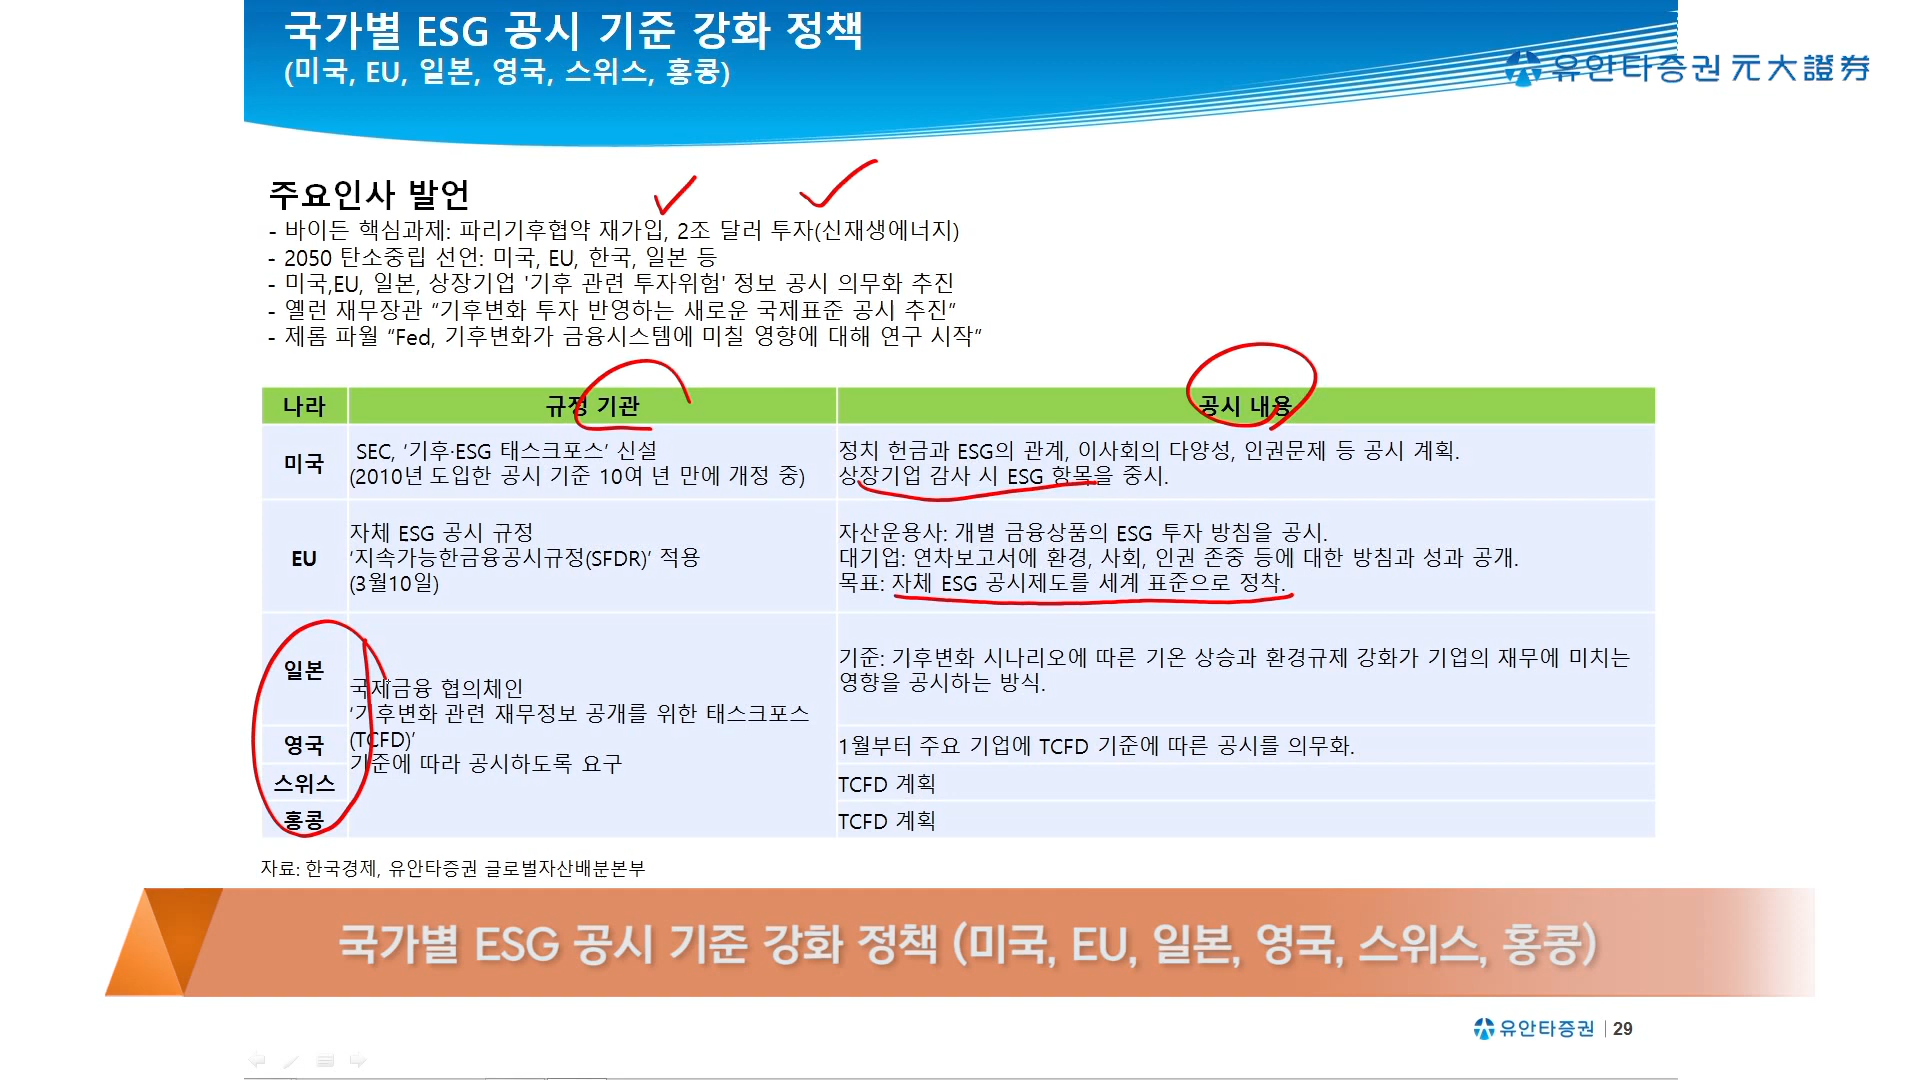 국가별 ESG 공시 기준 강화 정책
(미국, EU, 일본, 영국, 스위스, 홍콩)
유안타증권 元大證券
주요인사 발언
- 바이든 핵심과제: 파리기후협약 재가입, 2조 달러 투자(신재생에너지)
- 2050 탄소중립 선언: 미국, EU, 한국, 일본 등
- 미국,EU, 일본, 상장기업 '기후 관련 투자위험' 정보 공시 의무화 추진
- 옐런 재무장관 “기후변화 투자 반영하는 새로운 국제표준 공시 추진”
- 제롬 파월 “Fed, 기후변화가 금융시스템에 미칠 영향에 대해 연구 시작”
나라 규정 기관 공시 내용
미국
SEC, ‘기후·ESG 태스크포스’ 신설
(2010년 도입한 공시 기준 10여 년 만에 개정 중)
정치 헌금과 ESG의 관계, 이사회의 다양성, 인권문제 등 공시 계획.
상장기업 감사 시 ESG 항목을 중시.
EU
자체 ESG 공시 규정
‘지속가능한금융공시규정(SFDR)’ 적용
(3월10일)
자산운용사: 개별 금융상품의 ESG 투자 방침을 공시.
대기업: 연차보고서에 환경, 사회, 인권 존중 등에 대한 방침과 성과 공개.
목표: 자체 ESG 공시제도를 세계 표준으로 정착.
일본
국제금융 협의체인
‘기후변화 관련 재무정보 공개를 위한 태스크포스
(TCFD)’
기준에 따라 공시하도록 요구
기준: 기후변화 시나리오에 따른 기온 상승과 환경규제 강화가 기업의 재무에 미치는
영향을 공시하는 방식.
영국
1월부터 주요 기업에 TCFD 기준에 따른 공시를 의무화.
스위스
TCFD 계획
홍콩
TCFD 계획
자료: 한국경제, 유안타증권 글로벌자산배분본부
국가별 ESG 공시 기준 강화 정책 (미국, EU, 일본, 영국, 스위스, 홍콩)
유안타증권 | 29